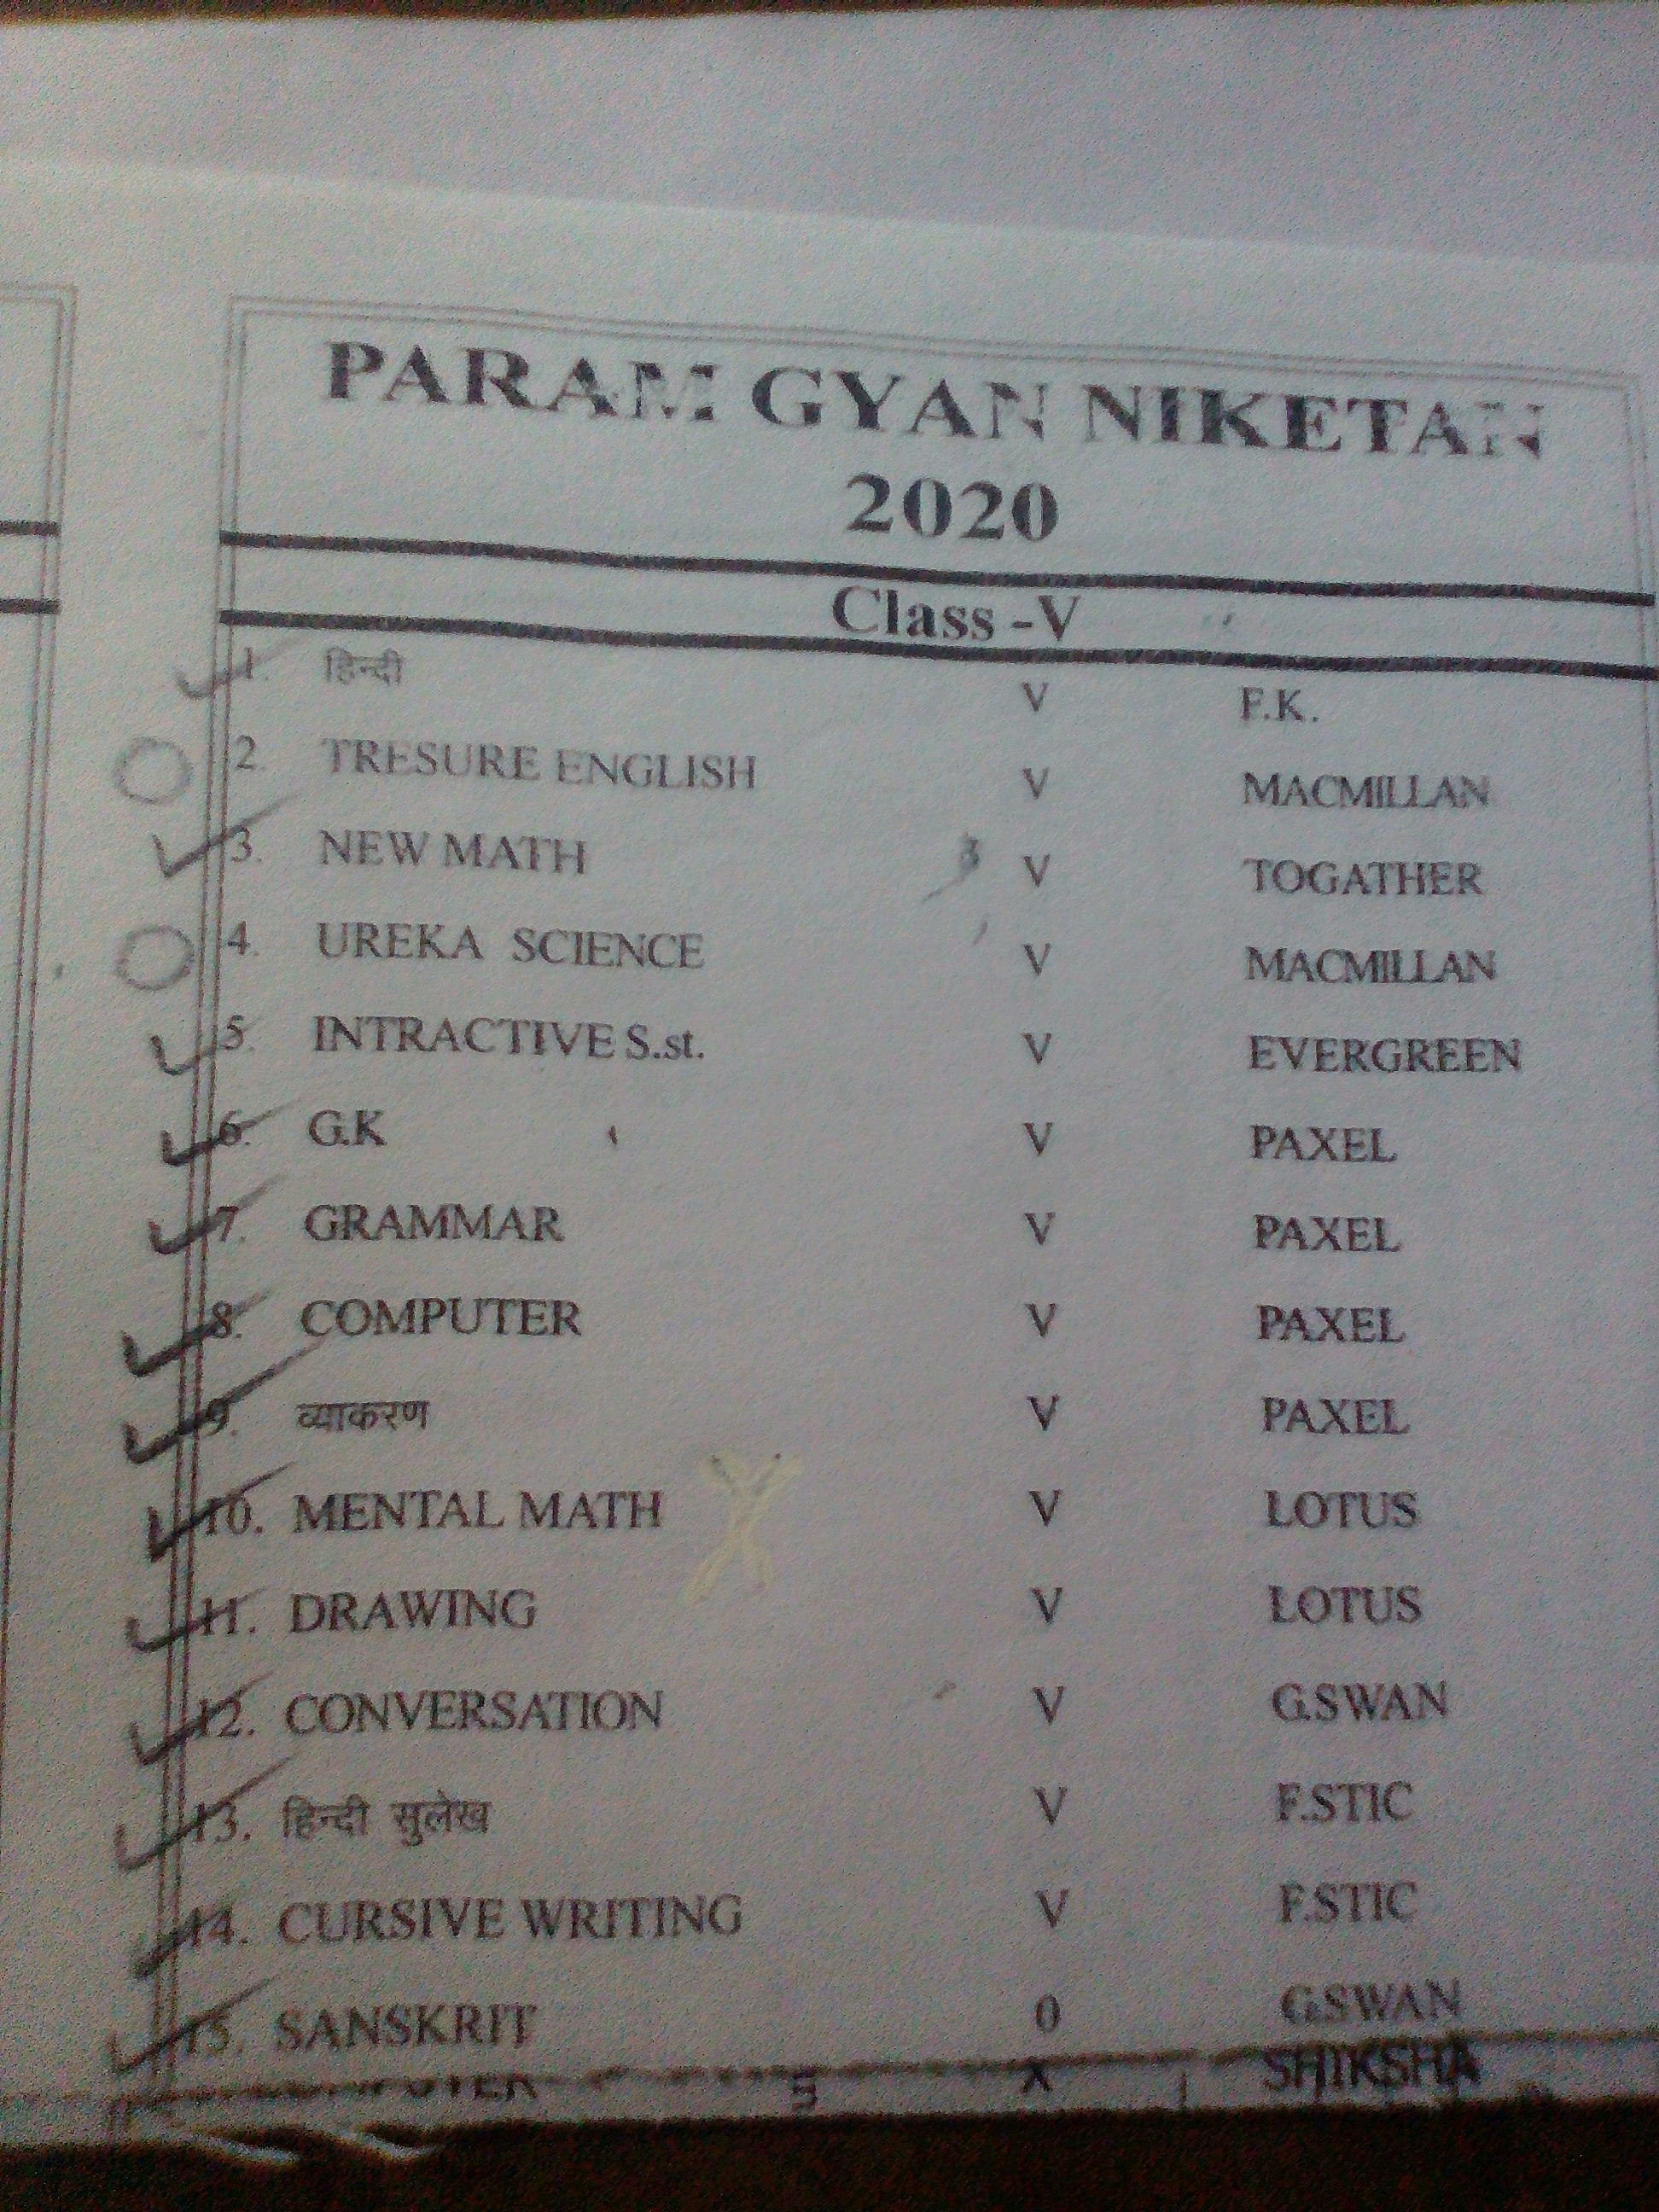 PARAM GYAN NIKETAN
2020
Class -V
1. हिन्दी V F.K.
2. TRESURE ENGLISH V MACMILLAN
3. NEW MATH 3 V TOGATHER
4. UREKA SCIENCE V MACMILLAN
5. INTRACTIVE S.st. V EVERGREEN
6. G.K V PAXEL
7. GRAMMAR V PAXEL
8. COMPUTER V PAXEL
9. व्याकरण V PAXEL
10. MENTAL MATH V LOTUS
11. DRAWING V LOTUS
12. CONVERSATION V G.SWAN
13. हिन्दी सुलेख V F.STIC
14. CURSIVE WRITING V F.STIC
15. SANSKRIT 0 G.SWAN
SHIKSHA